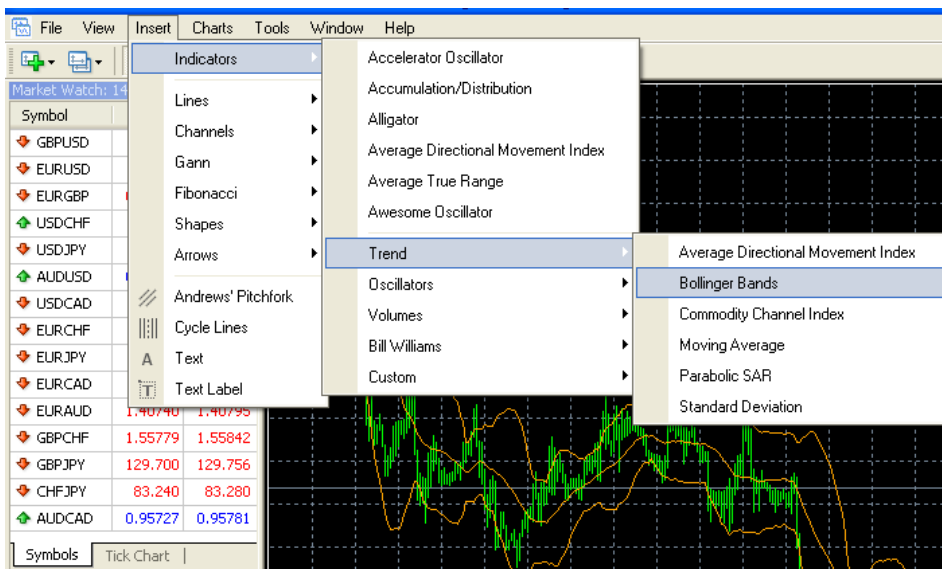 File View Insert Charts Tools Window Help
Indicators
Lines
Channels
Gann
Fibonacci
Shapes
Arrows
Andrews' Pitchfork
Cycle Lines
A Text
T Text Label
Accelerator Oscillator
Accumulation/Distribution
Alligator
Average Directional Movement Index
Average True Range
Awesome Oscillator
Trend
Oscillators
Volumes
Bill Williams
Custom
Average Directional Movement Index
Bollinger Bands
Commodity Channel Index
Moving Average
Parabolic SAR
Standard Deviation
Market Watch: 14
Symbol
GBPUSD
EURUSD
EURGBP
USDCHF
USDJPY
AUDUSD
USDCAD
EURCHF
EURJPY
EURCAD
EURAUD 1.40740 1.40795
GBPCHF 1.55779 1.55842
GBPJPY 129.700 129.756
CHFJPY 83.240 83.280
AUDCAD 0.95727 0.95781
Symbols Tick Chart